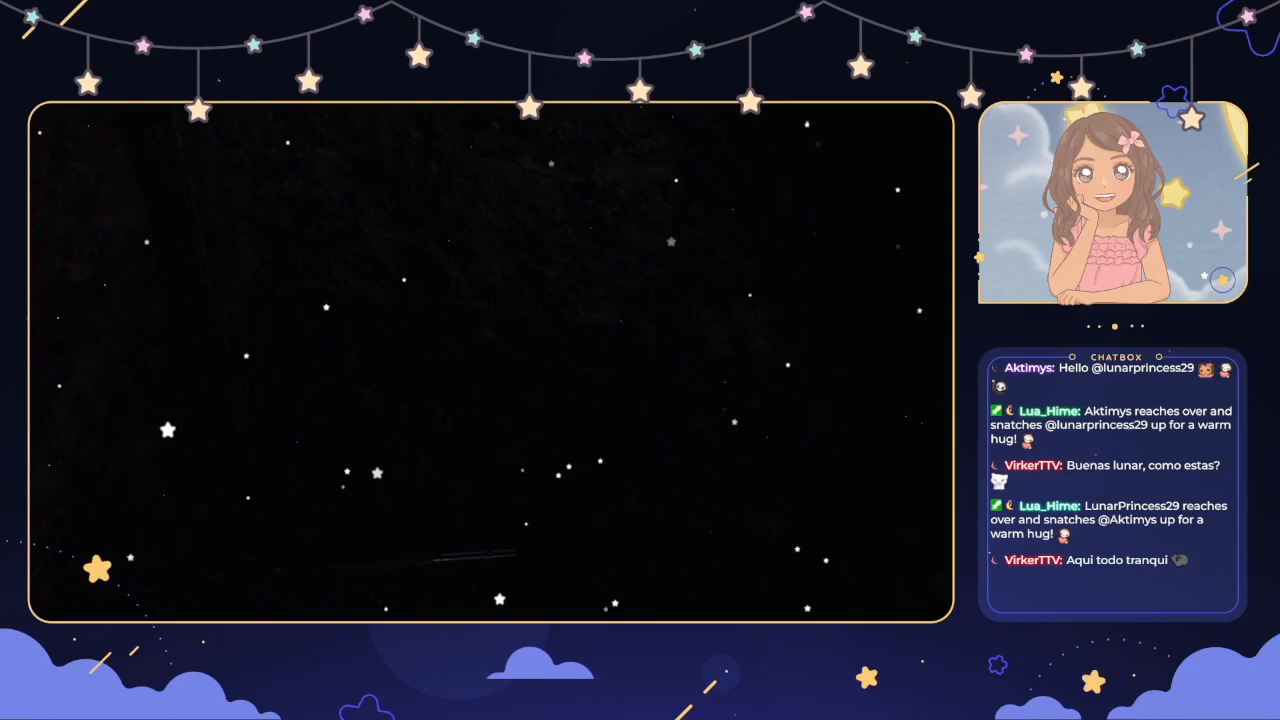 CHATBOX
Aktimys: Hello @lunarprincess29
Lua_Hime: Aktimys reaches over and
snatches @lunarprincess29 up for a warm
hug!
VirkerTTV: Buenas lunar, como estas?
Lua_Hime: LunarPrincess29 reaches
over and snatches @Aktimys up for a
warm hug!
VirkerTTV: Aqui todo tranqui